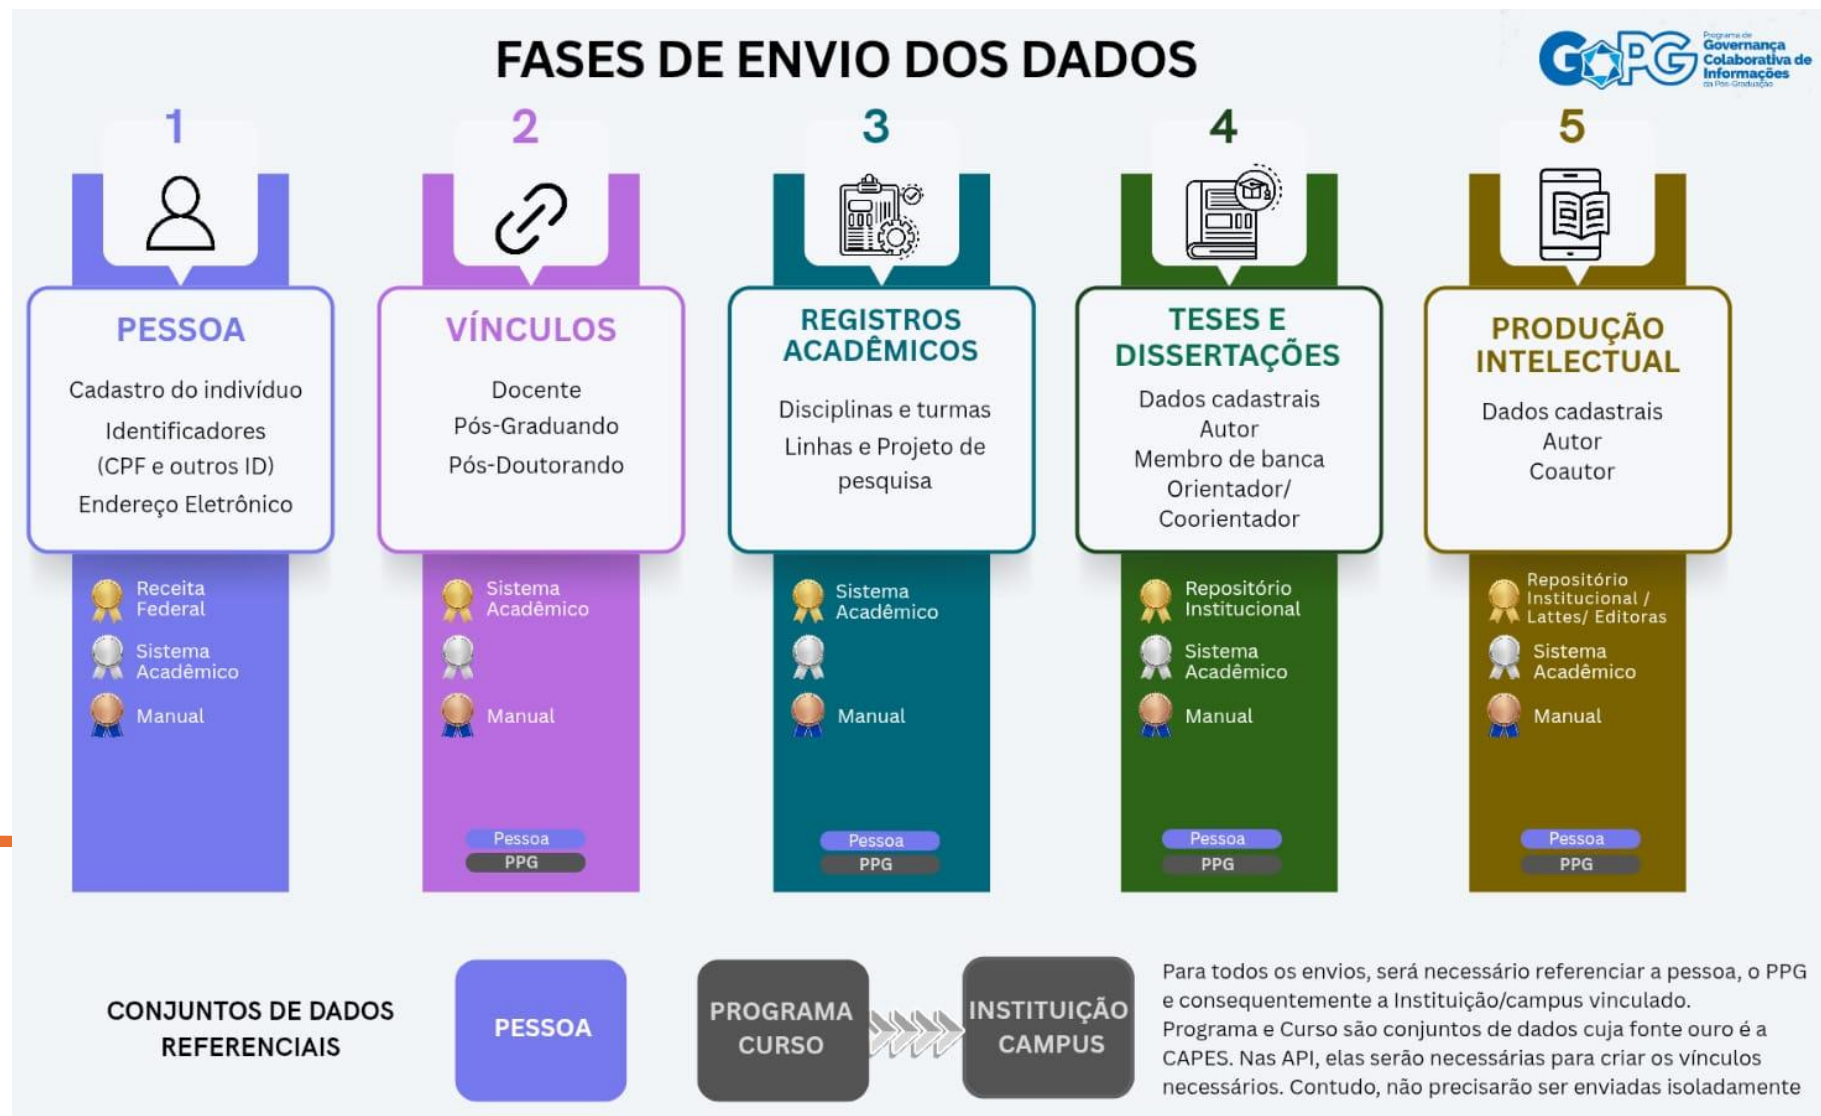 FASES DE ENVIO DOS DADOS
GOPG
Programa de
Governança
Colaborativa de
Informações
da Pós-Graduação
1
PESSOA
Cadastro do indivíduo
Identificadores
(CPF e outros ID)
Endereço Eletrônico
Receita
Federal
Sistema
Acadêmico
Manual
2
VÍNCULOS
Docente
Pós-Graduando
Pós-Doutorando
Sistema
Acadêmico
Manual
Pessoa
PPG
3
REGISTROS
ACADÊMICOS
Disciplinas e turmas
Linhas e Projeto de
pesquisa
Sistema
Acadêmico
Manual
Pessoa
PPG
4
TESES E
DISSERTAÇÕES
Dados cadastrais
Autor
Membro de banca
Orientador/
Coorientador
Repositório
Institucional
Sistema
Acadêmico
Manual
Pessoa
PPG
5
PRODUÇÃO
INTELECTUAL
Dados cadastrais
Autor
Coautor
Repositório
Institucional /
Lattes/ Editoras
Sistema
Acadêmico
Manual
Pessoa
PPG
CONJUNTOS DE DADOS
REFERENCIAIS
PESSOA
PROGRAMA
CURSO
INSTITUIÇÃO
CAMPUS
Para todos os envios, será necessário referenciar a pessoa, o PPG
e consequentemente a Instituição/campus vinculado.
Programa e Curso são conjuntos de dados cuja fonte ouro é a
CAPES. Nas API, elas serão necessárias para criar os vínculos
necessários. Contudo, não precisarão ser enviadas isoladamente